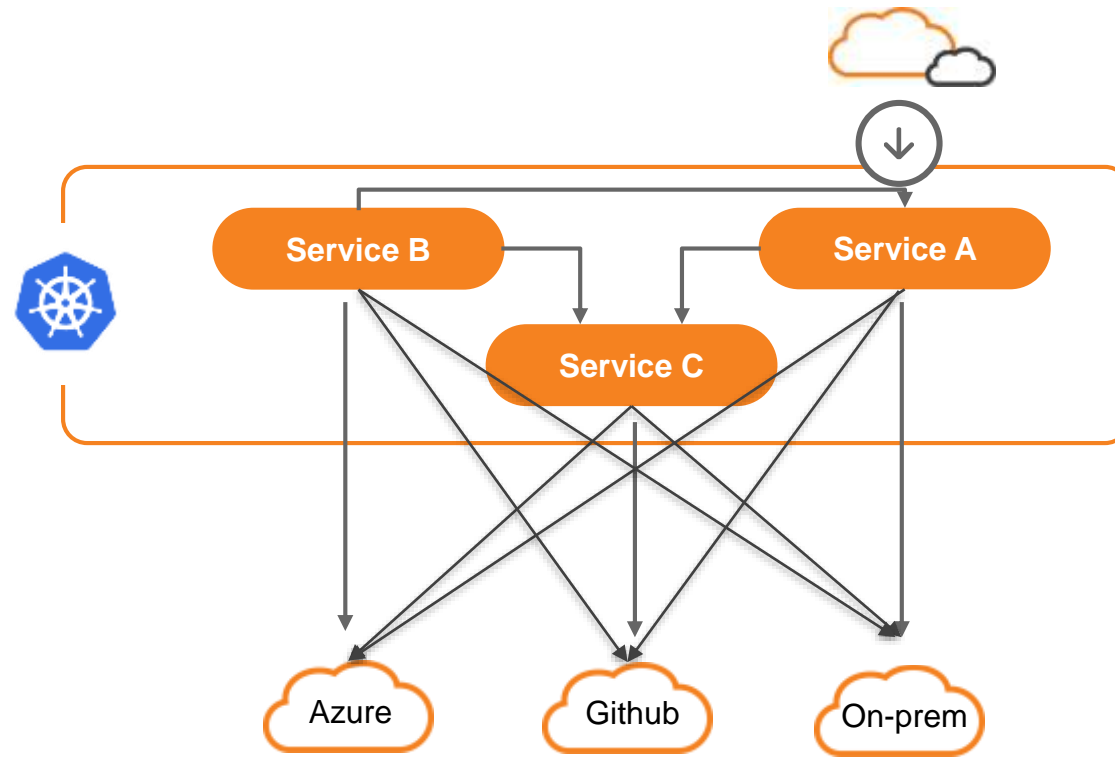 Service B
Service A
Service C
Azure
Github
On-prem